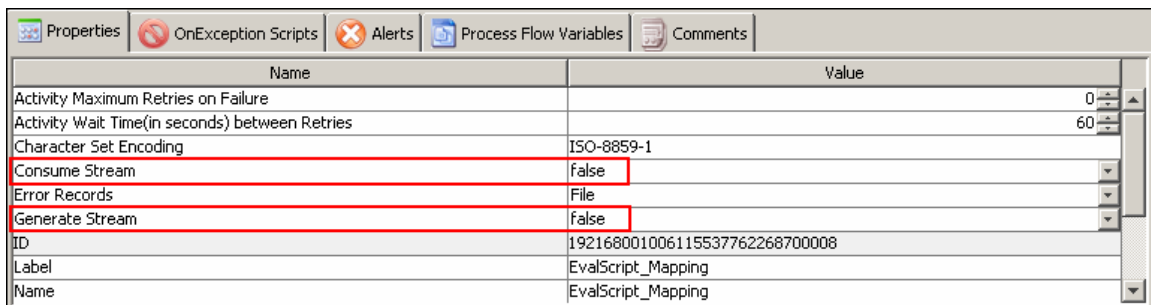 Properties OnException Scripts Alerts Process Flow Variables Comments
Name Value
Activity Maximum Retries on Failure 0
Activity Wait Time(in seconds) between Retries 60
Character Set Encoding ISO-8859-1
Consume Stream false
Error Records File
Generate Stream false
ID 1921680010061155377622687​00008
Label EvalScript_Mapping
Name EvalScript_Mapping